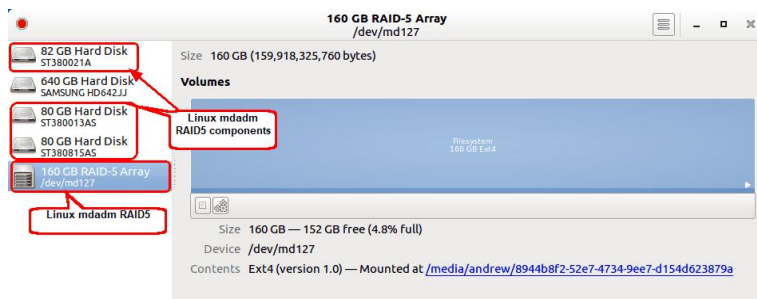 160 GB RAID-5 Array
/dev/md127
82 GB Hard Disk
ST380021A
640 GB Hard Disk
SAMSUNG HD642JJ
80 GB Hard Disk
ST380013AS
80 GB Hard Disk
ST380815AS
160 GB RAID-5 Array
/dev/md127
Linux mdadm
RAID5 components
Linux mdadm RAID5
Size 160 GB (159,918,325,760 bytes)
Volumes
Filesystem
160 GB Ext4
Size 160 GB — 152 GB free (4.8% full)
Device /dev/md127
Contents Ext4 (version 1.0) — Mounted at /media/andrew/8944b8f2-52e7-4734-9ee7-d154d623879a